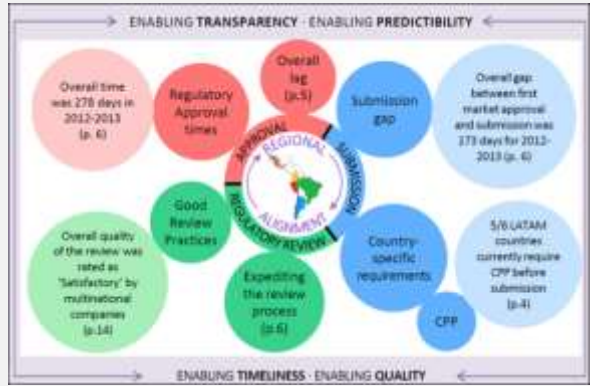 ENABLING TRANSPARENCY · ENABLING PREDICTIBILITY
Overall time
was 278 days in
2012-2013
(p. 6)
Regulatory
Approval
times
Overall
lag
(p.5)
Submission
gap
Overall gap
between first
market approval
and submission was
173 days for 2012-
2013 (p. 6)
APPROVAL
SUBMISSION
REGULATORY REVIEW
REGIONAL
ALIGNMENT
Overall quality
of the review was
rated as
'Satisfactory' by
multinational
companies
(p.14)
Good
Review
Practices
Expediting
the review
process
(p.6)
Country-
specific
requirements
CPP
5/6 LATAM
countries
currently require
CPP before
submission
(p.4)
ENABLING TIMELINESS · ENABLING QUALITY